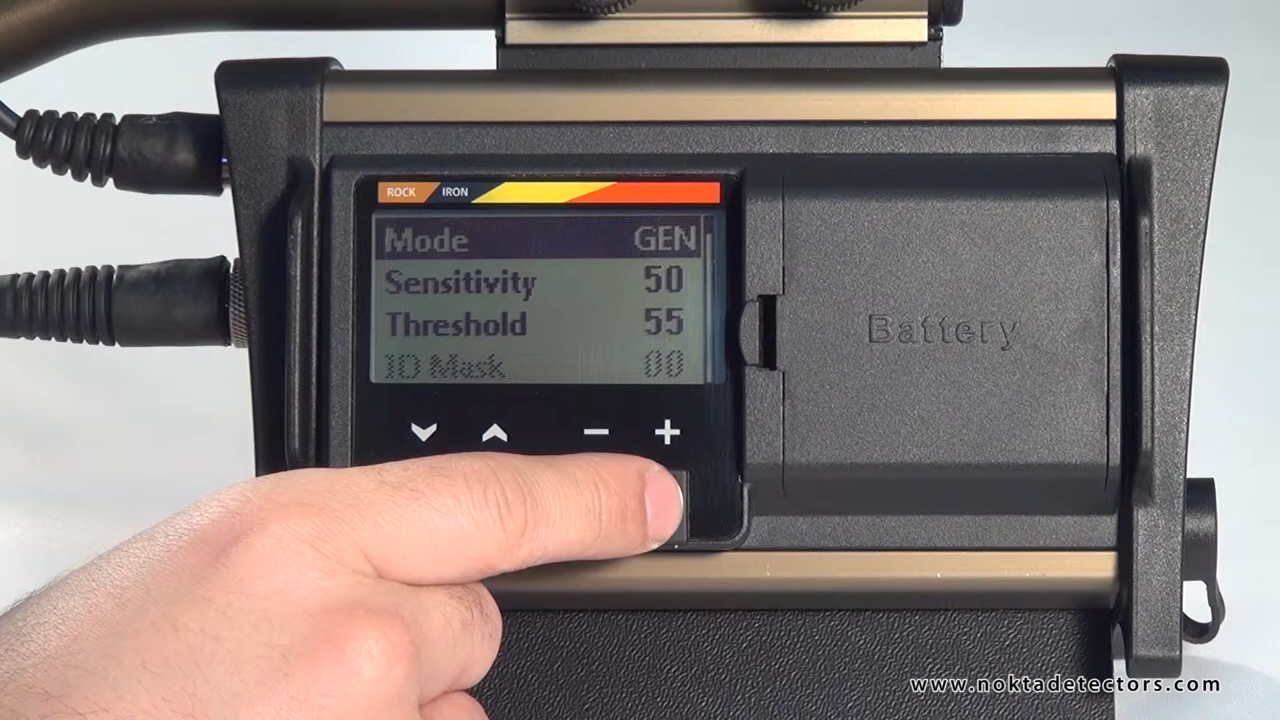 ROCK IRON
Mode GEN
Sensitivity 50
Threshold 55
ID Mask 00
Battery
www.noktadetectors.com